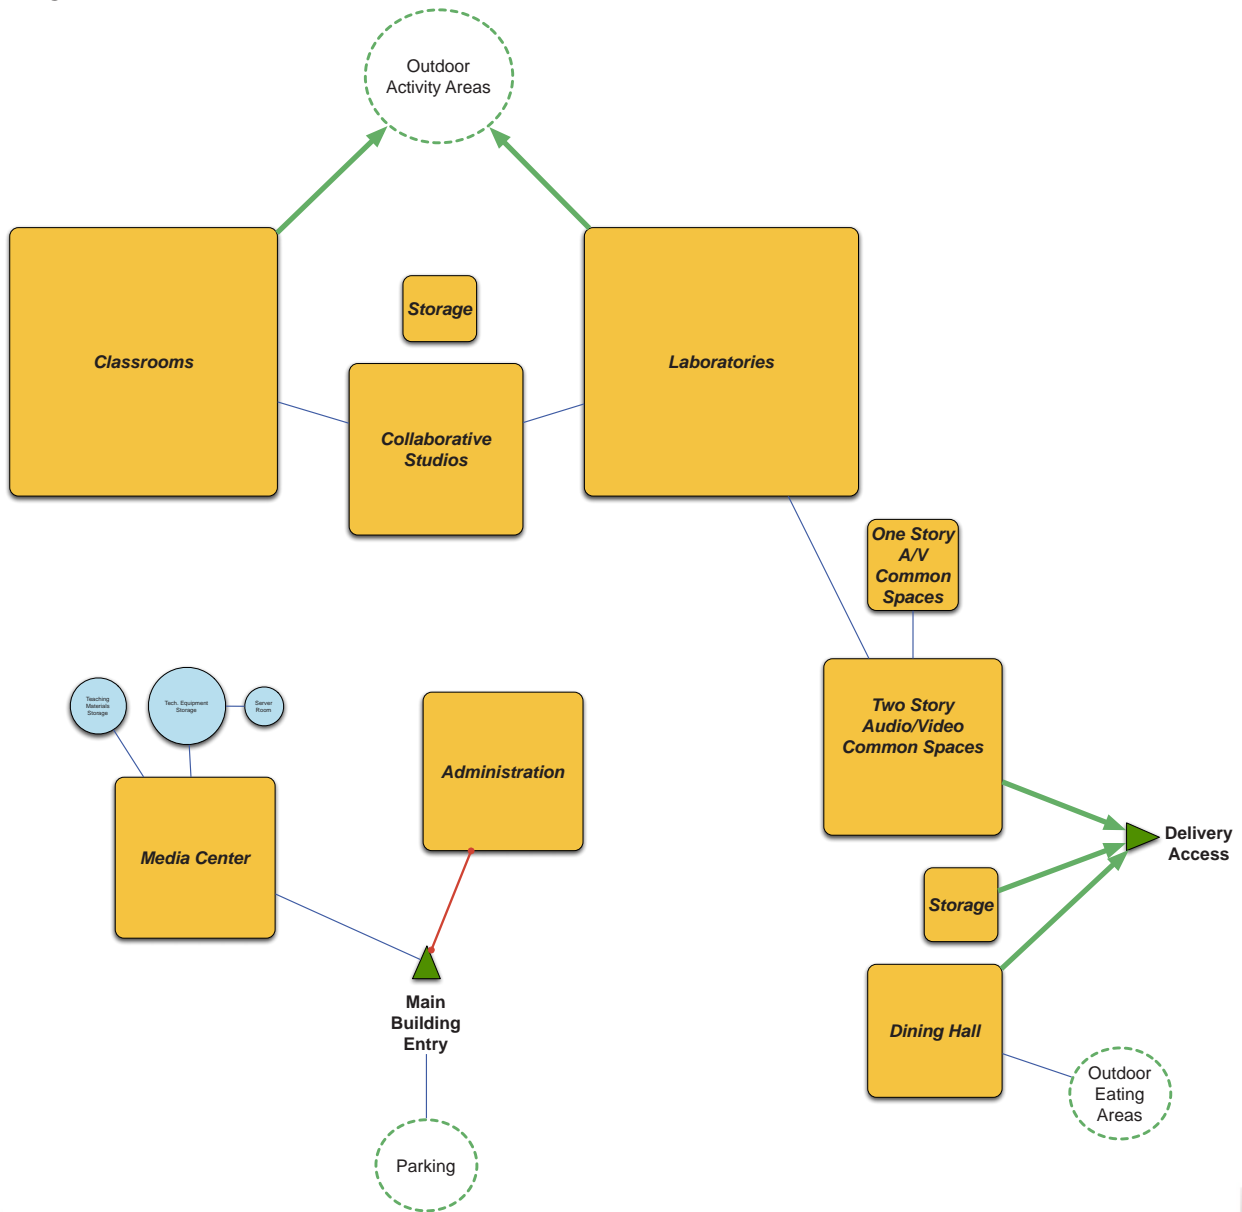 Outdoor
Activity Areas
Storage
Classrooms
Laboratories
Collaborative
Studios
One Story
A/V
Common
Spaces
Teaching
Materials
Storage
Tech. Equipment
Storage
Server
Room
Two Story
Audio/Video
Common Spaces
Administration
Media Center
Delivery
Access
Storage
Main
Building
Entry
Dining Hall
Outdoor
Eating
Areas
Parking